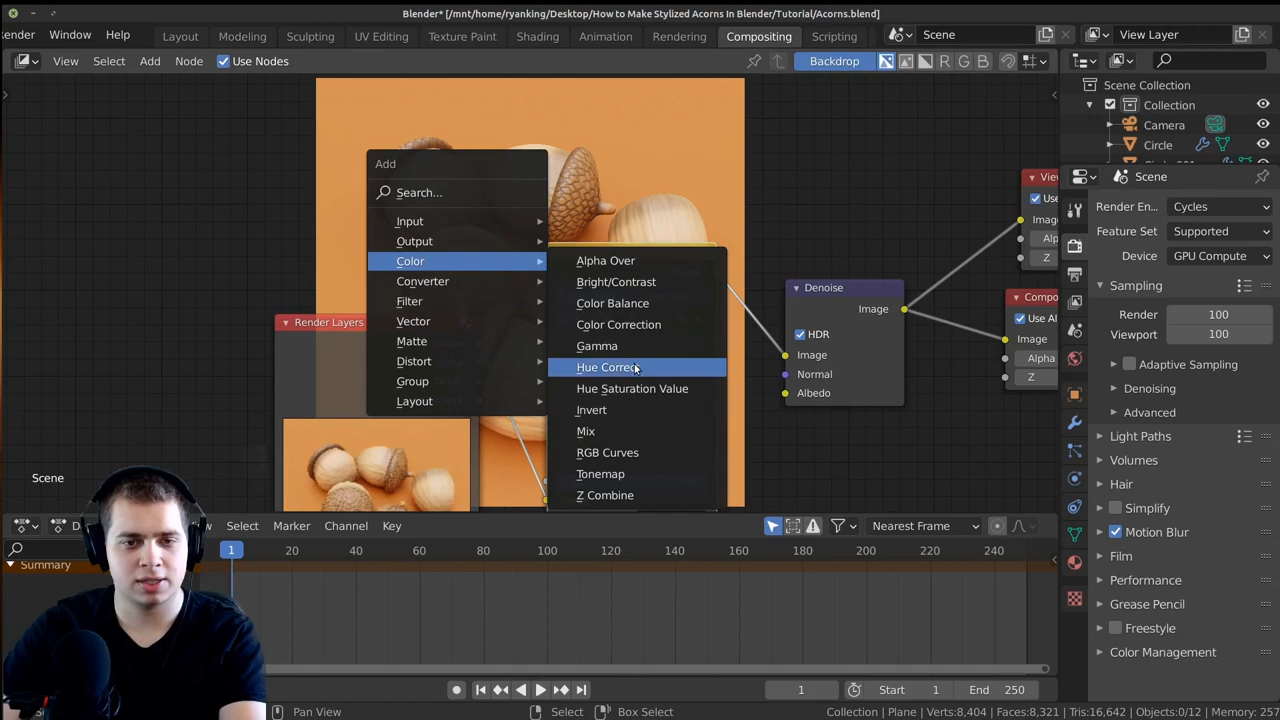 Blender* [/mnt/home/ryanking/Desktop/How to Make Stylized Acorns In Blender/Tutorial/Acorns.blend]
ender Window Help Layout Modeling Sculpting UV Editing Texture Paint Shading Animation Rendering Compositing Scripting Scene View Layer
View Select Add Node Use Nodes Backdrop R G B
Scene Collection
Collection
Camera
Circle
Add
Search...
Input
Output
Color
Converter
Filter
Vector
Matte
Distort
Group
Layout
Alpha Over
Bright/Contrast
Color Balance
Color Correction
Gamma
Hue Correc
Hue Saturation Value
Invert
Mix
RGB Curves
Tonemap
Z Combine
Render Layers
Denoise
Image
HDR
Image
Normal
Albedo
Vie
Use
Image
Alp
Z
Compo
Use Al
Image
Alpha
Z
Scene
Scene
Render En... Cycles
Feature Set Supported
Device GPU Compute
Sampling
Render 100
Viewport 100
Adaptive Sampling
Denoising
Advanced
Light Paths
Volumes
Hair
Simplify
Motion Blur
Film
Performance
Grease Pencil
Freestyle
Color Management
D Select Marker Channel Key Nearest Frame
1 20 40 60 80 100 120 140 160 180 200 220 240
Summary
1 Start 1 End 250
Pan View Select Box Select Collection | Plane | Verts:8,404 | Faces:8,321 | Tris:16,642 | Objects:0/12 | Memory: 257